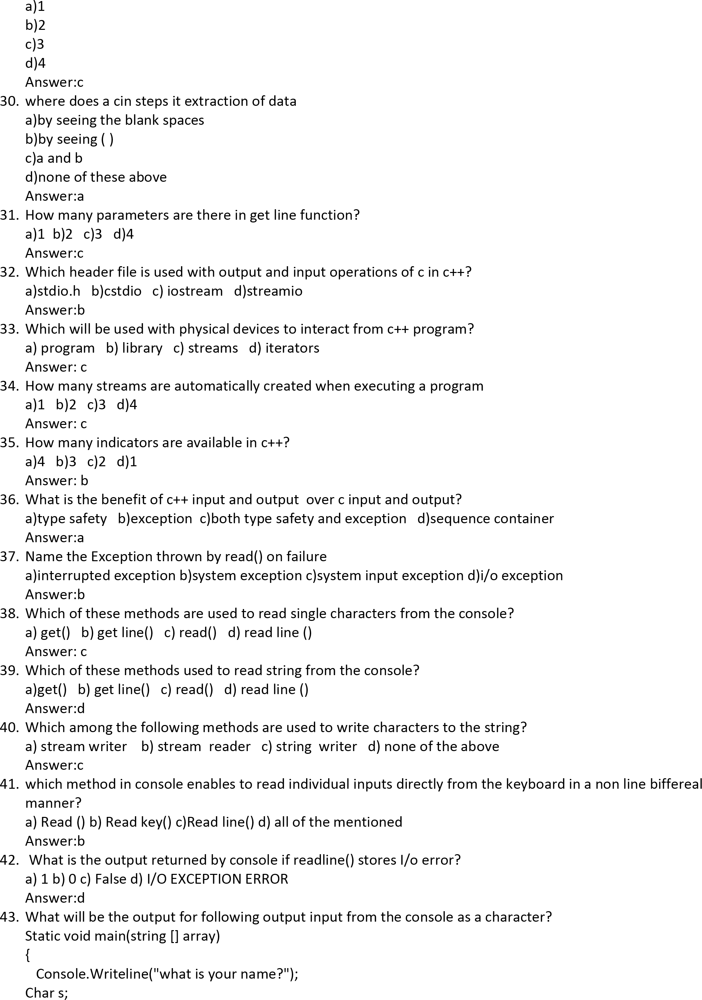 a)1
b)2
c)3
d)4
Answer:c
30. where does a cin steps it extraction of data
a)by seeing the blank spaces
b)by seeing ( )
c)a and b
d)none of these above
Answer:a
31. How many parameters are there in get line function?
a)1 b)2 c)3 d)4
Answer:c
32. Which header file is used with output and input operations of c in c++?
a)stdio.h b)cstdio c) iostream d)streamio
Answer:b
33. Which will be used with physical devices to interact from c++ program?
a) program b) library c) streams d) iterators
Answer: c
34. How many streams are automatically created when executing a program
a)1 b)2 c)3 d)4
Answer: c
35. How many indicators are available in c++?
a)4 b)3 c)2 d)1
Answer: b
36. What is the benefit of c++ input and output over c input and output?
a)type safety b)exception c)both type safety and exception d)sequence container
Answer:a
37. Name the Exception thrown by read() on failure
a)interrupted exception b)system exception c)system input exception d)i/o exception
Answer:b
38. Which of these methods are used to read single characters from the console?
a) get() b) get line() c) read() d) read line ()
Answer: c
39. Which of these methods used to read string from the console?
a)get() b) get line() c) read() d) read line ()
Answer:d
40. Which among the following methods are used to write characters to the string?
a) stream writer b) stream reader c) string writer d) none of the above
Answer:c
41. which method in console enables to read individual inputs directly from the keyboard in a non line biffereal
manner?
a) Read () b) Read key() c)Read line() d) all of the mentioned
Answer:b
42. What is the output returned by console if readline() stores I/o error?
a) 1 b) 0 c) False d) I/O EXCEPTION ERROR
Answer:d
43. What will be the output for following output input from the console as a character?
Static void main(string [] array)
{
Console.Writeline("what is your name?");
Char s;